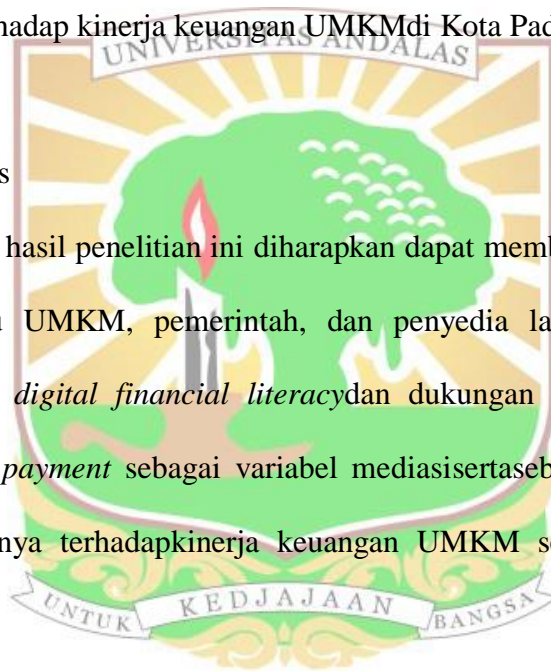 hadap kinerja keuangan UMKMdi Kota Pad
UNIVERSITAS ANDALAS
s
hasil penelitian ini diharapkan dapat memb
u UMKM, pemerintah, dan penyedia la
digital financial literacydan dukungan
payment sebagai variabel mediasisertaseb
nya terhadapkinerja keuangan UMKM se
UNTUK KEDJAJAAN BANGSA